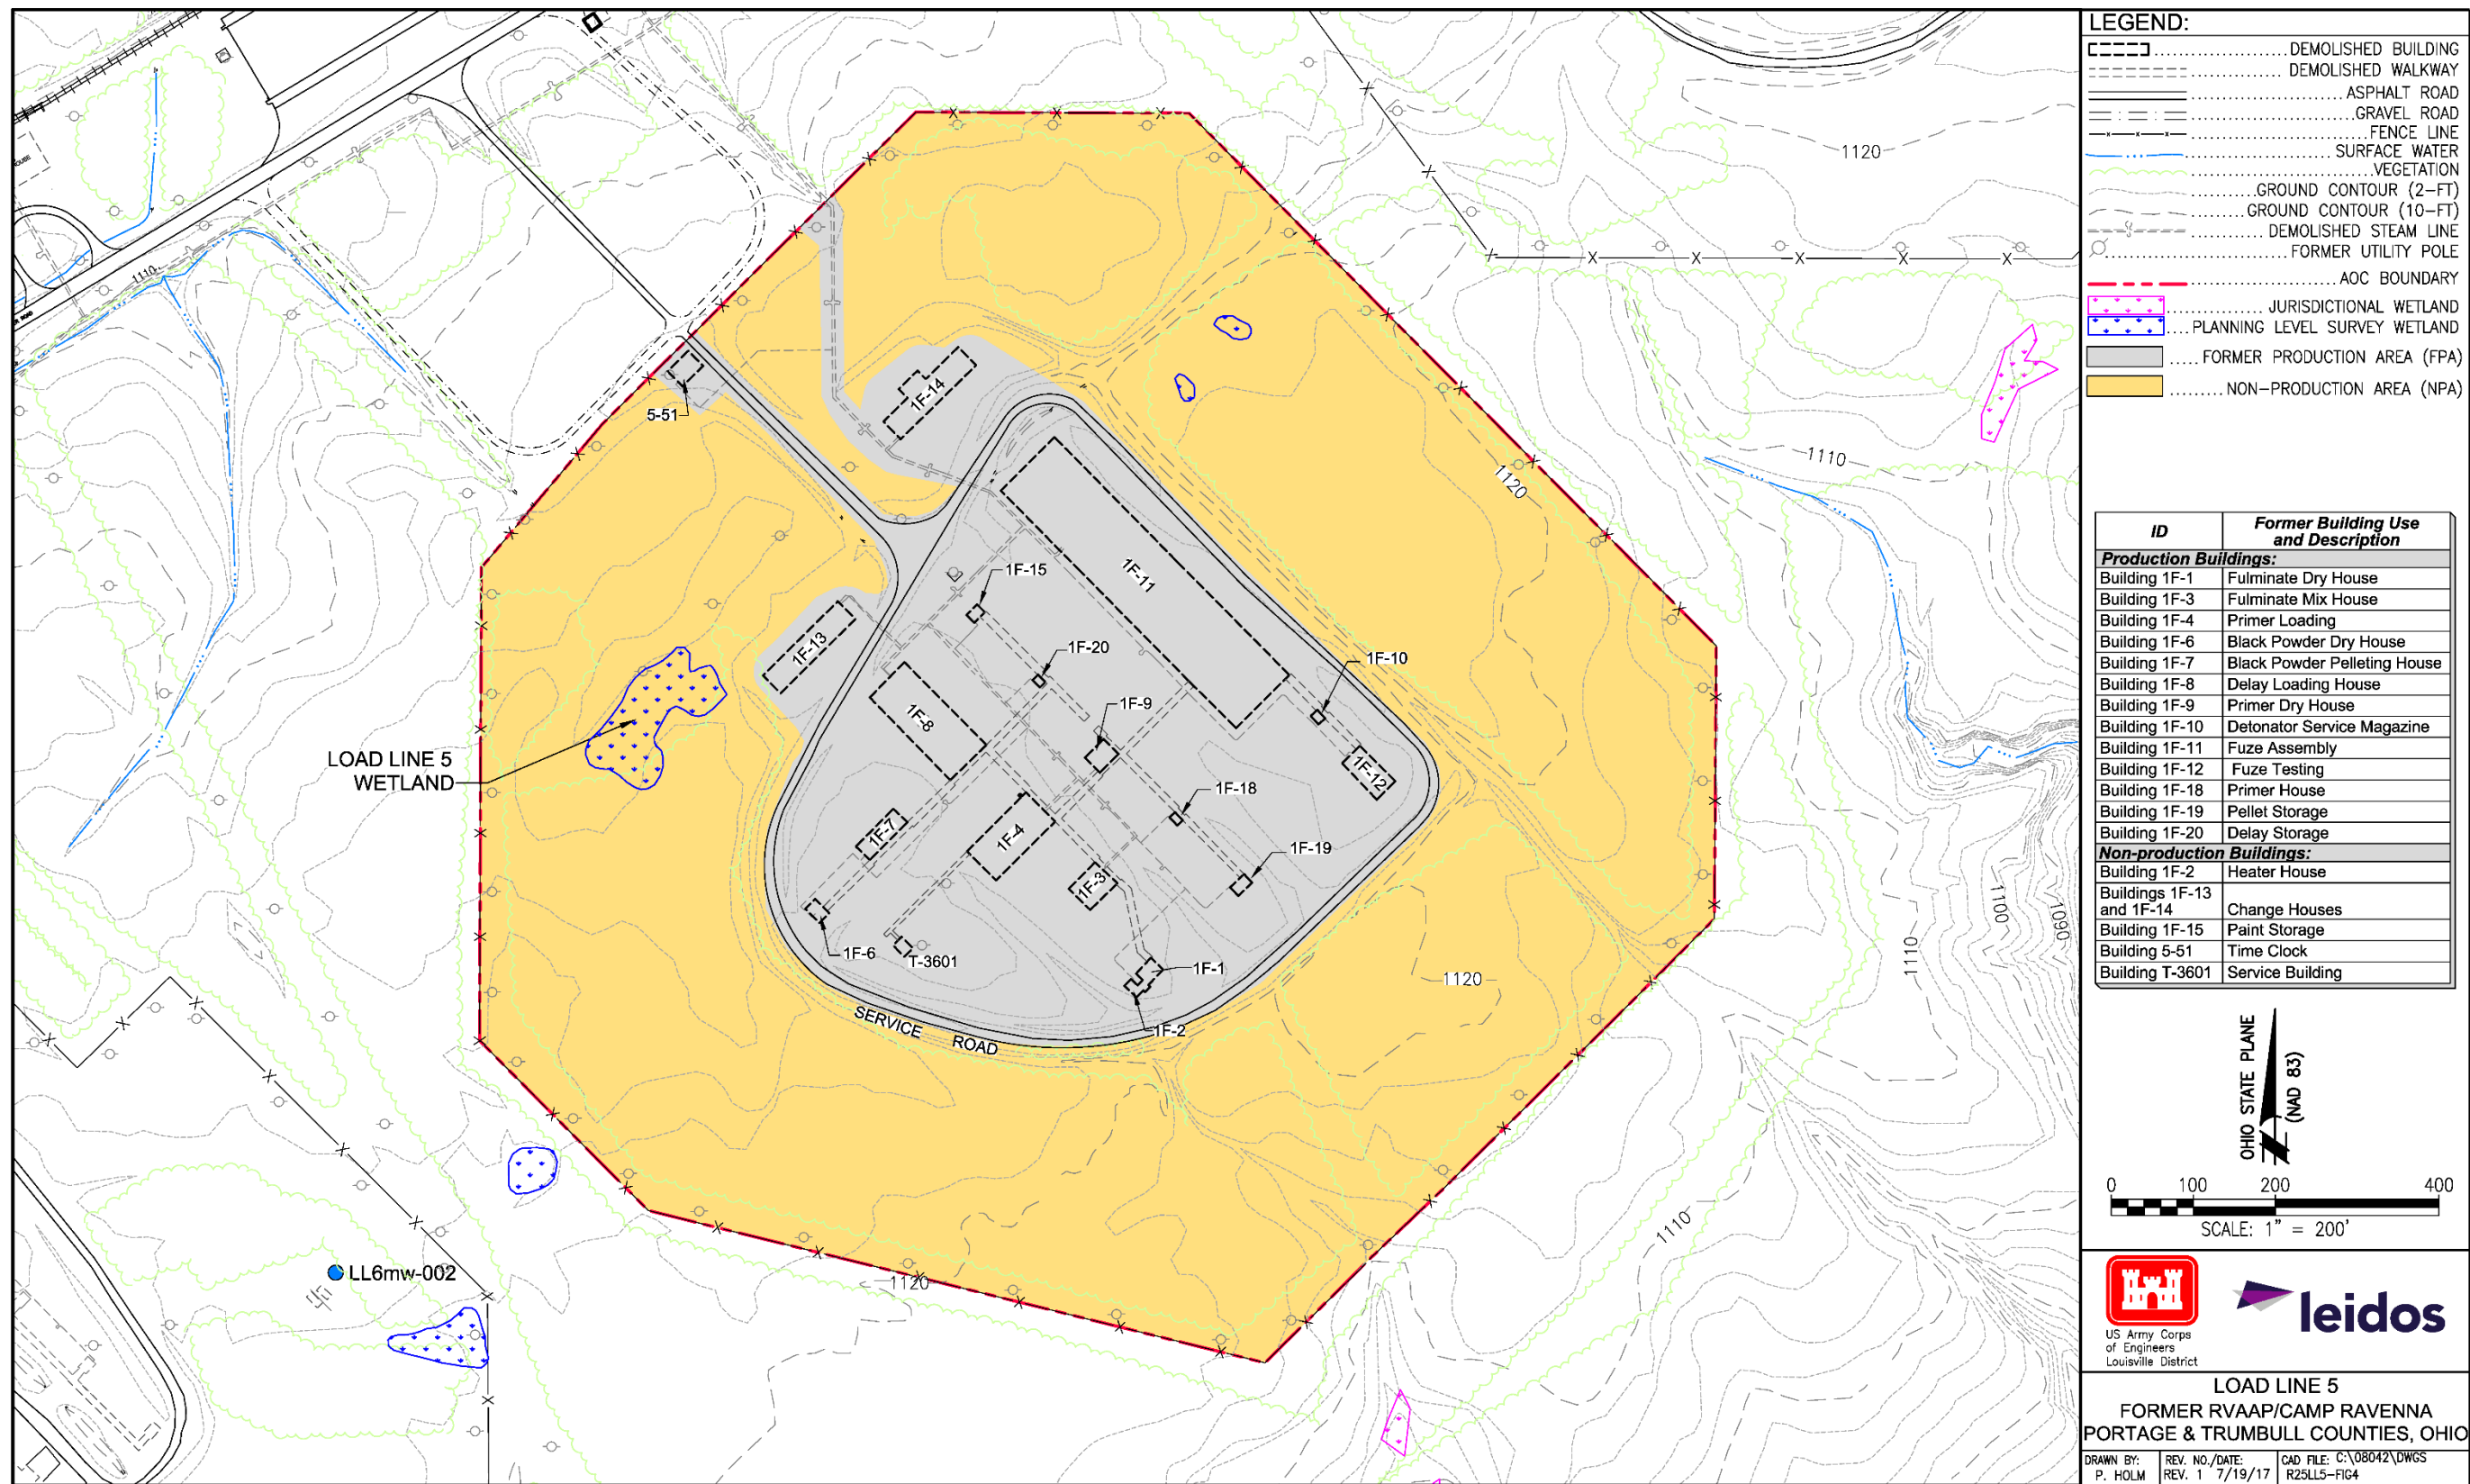 LEGEND:
DEMOLISHED BUILDING
DEMOLISHED WALKWAY
ASPHALT ROAD
GRAVEL ROAD
FENCE LINE
SURFACE WATER
VEGETATION
GROUND CONTOUR (2-FT)
GROUND CONTOUR (10-FT)
DEMOLISHED STEAM LINE
FORMER UTILITY POLE
AOC BOUNDARY
JURISDICTIONAL WETLAND
PLANNING LEVEL SURVEY WETLAND
FORMER PRODUCTION AREA (FPA)
NON-PRODUCTION AREA (NPA)
ID Former Building Use and Description
Production Buildings:
Building 1F-1 Fulminate Dry House
Building 1F-3 Fulminate Mix House
Building 1F-4 Primer Loading
Building 1F-6 Black Powder Dry House
Building 1F-7 Black Powder Pelleting House
Building 1F-8 Delay Loading House
Building 1F-9 Primer Dry House
Building 1F-10 Detonator Service Magazine
Building 1F-11 Fuze Assembly
Building 1F-12 Fuze Testing
Building 1F-18 Primer House
Building 1F-19 Pellet Storage
Building 1F-20 Delay Storage
Non-production Buildings:
Building 1F-2 Heater House
Buildings 1F-13 and 1F-14 Change Houses
Building 1F-15 Paint Storage
Building 5-51 Time Clock
Building T-3601 Service Building
OHIO STATE PLANE
(NAD 83)
0 100 200 400
SCALE: 1" = 200'
US Army Corps
of Engineers
Louisville District
leidos
LOAD LINE 5
FORMER RVAAP/CAMP RAVENNA
PORTAGE & TRUMBULL COUNTIES, OHIO
DRAWN BY:
P. HOLM
REV. NO./DATE:
REV. 1 7/19/17
CAD FILE: C:\08042\DWGS
R25LL5-FIG4
1120
1110
HOUSE
ROAD
5-51
1F-14
1110
1120
1F-15
1F-11
1F-13
1F-20
1F-10
1F-9
1F-8
LOAD LINE 5
WETLAND
1F-12
1F-18
1F-7
1F-4
1F-19
1F-3
1F-6
T-3601
1F-1
1F-2
1120
1110
1100
1090
SERVICE ROAD
1110
LL6mw-002
1120